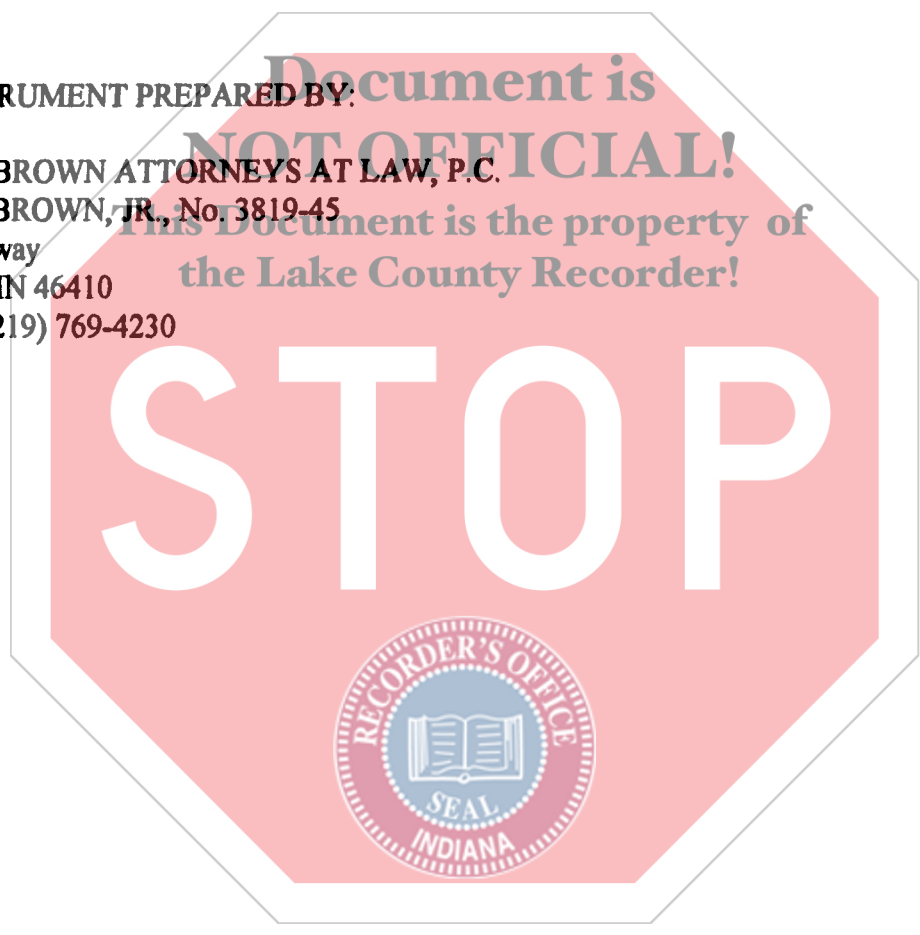 Document is
RUMENT PREPARED BY:
NOT OFFICIAL!
BROWN ATTORNEYS AT LAW, P.C.
BROWN, JR., No. 3819-45
This Document is the property of
way
the Lake County Recorder!
IN 46410
219) 769-4230
STOP
RECORDER'S OFFICE
SEAL
INDIANA